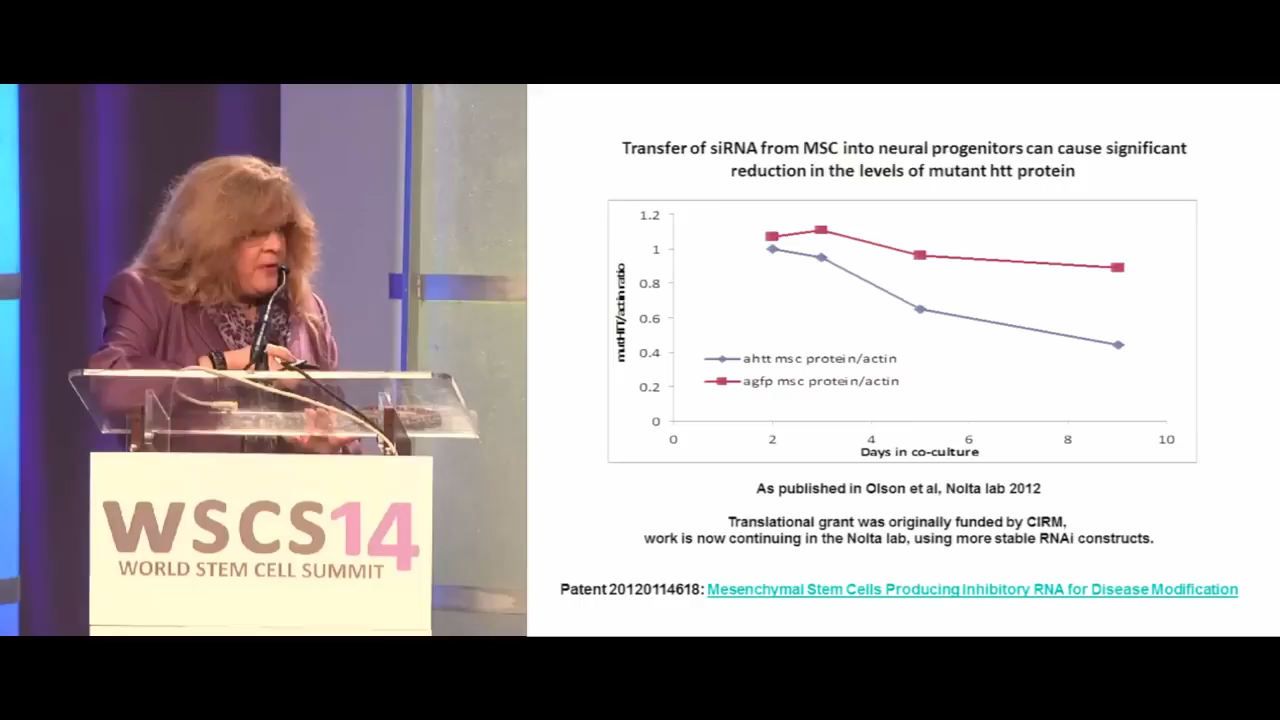 WSCS14
WORLD STEM CELL SUMMIT
Transfer of siRNA from MSC into neural progenitors can cause significant
reduction in the levels of mutant htt protein
1.2
1
0.8
0.6
0.4
0.2
0
mutHTT/actin ratio
ahtt msc protein/actin
agfp msc protein/actin
0 2 4 6 8 10
Days in co-culture
As published in Olson et al, Nolta lab 2012
Translational grant was originally funded by CIRM,
work is now continuing in the Nolta lab, using more stable RNAi constructs.
Patent 20120114618: Mesenchymal Stem Cells Producing Inhibitory RNA for Disease Modification